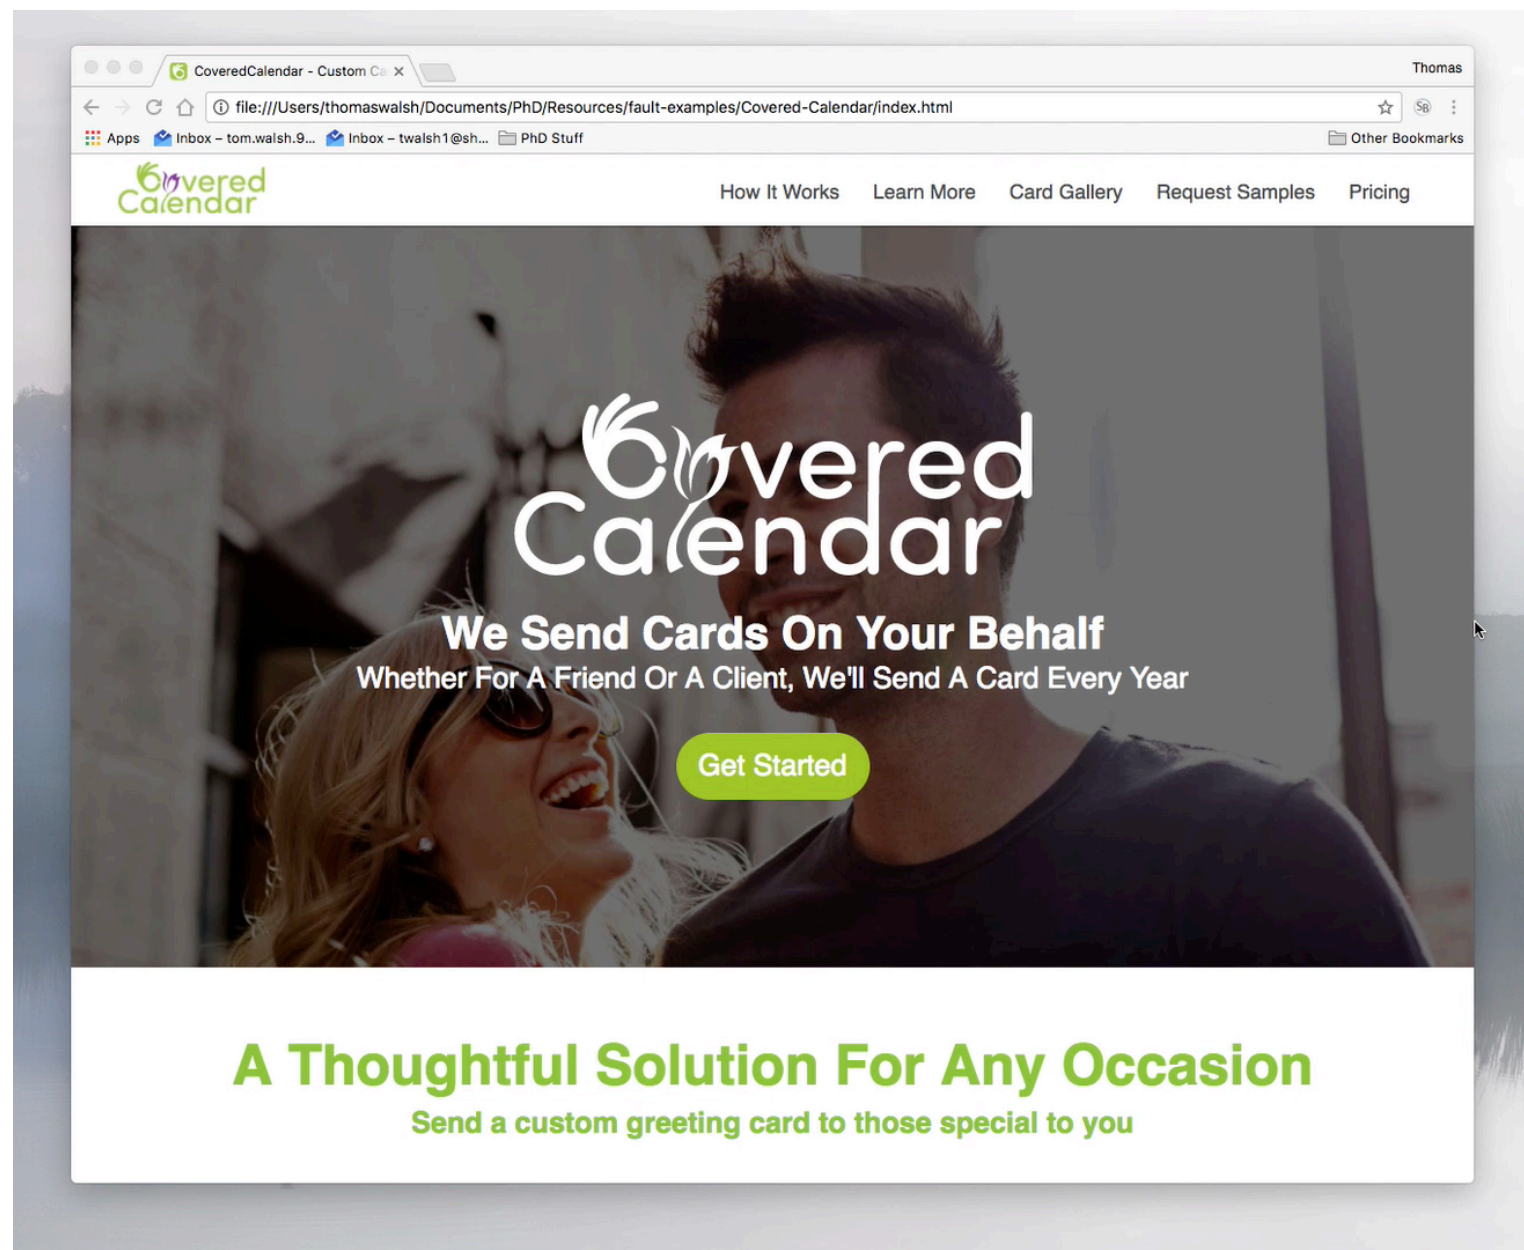 CoveredCalendar - Custom Ca
Thomas
file:///Users/thomaswalsh/Documents/PhD/Resources/fault-examples/Covered-Calendar/index.html
SB
Apps Inbox – tom.walsh.9... Inbox – twalsh1@sh... PhD Stuff Other Bookmarks
Covered
Calendar
How It Works Learn More Card Gallery Request Samples Pricing
Covered
Calendar
We Send Cards On Your Behalf
Whether For A Friend Or A Client, We'll Send A Card Every Year
Get Started
A Thoughtful Solution For Any Occasion
Send a custom greeting card to those special to you